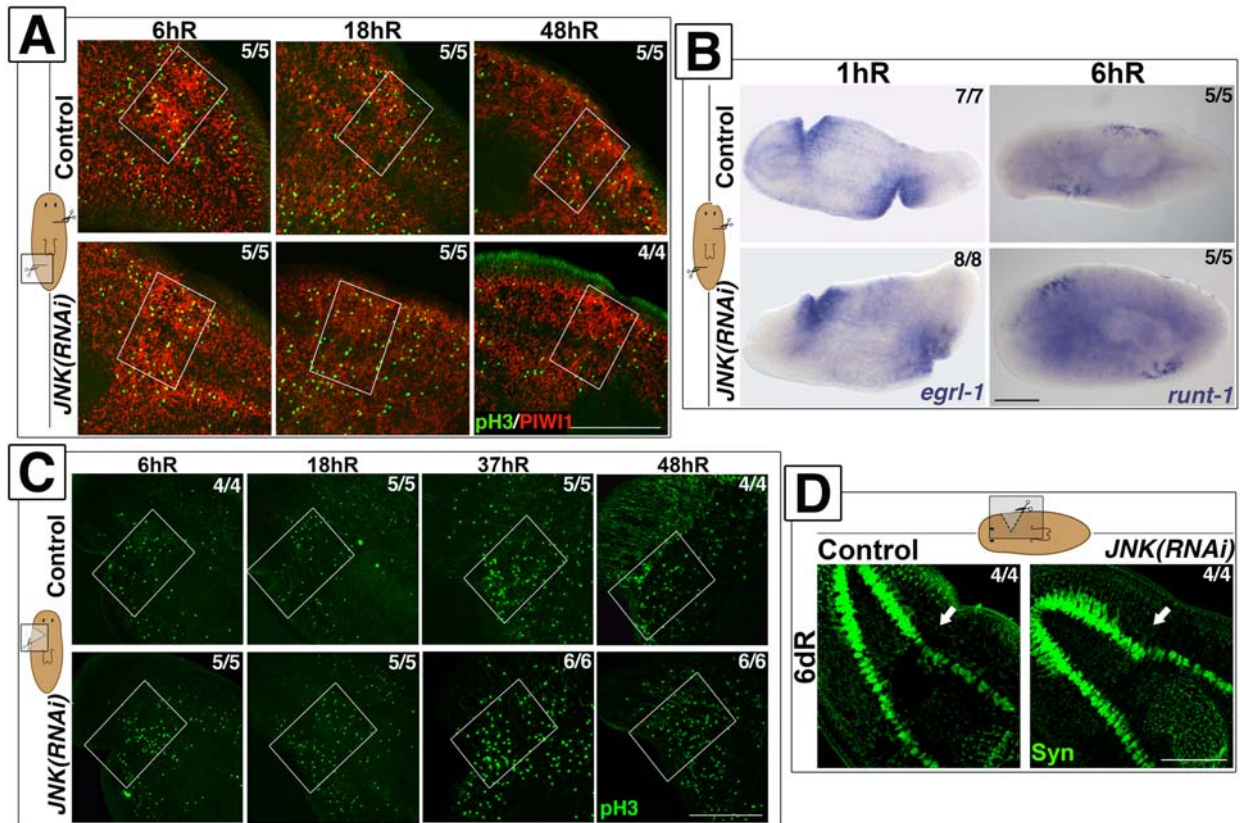 A
6hR
18hR
48hR
Control
5/5
5/5
5/5
JNK(RNAi)
5/5
5/5
4/4
pH3/PIWI1
B
1hR
6hR
Control
7/7
5/5
JNK(RNAi)
8/8
5/5
egrl-1
runt-1
C
6hR
18hR
37hR
48hR
Control
4/4
5/5
5/5
4/4
JNK(RNAi)
5/5
5/5
6/6
6/6
pH3
D
Control
JNK(RNAi)
6dR
4/4
4/4
Syn